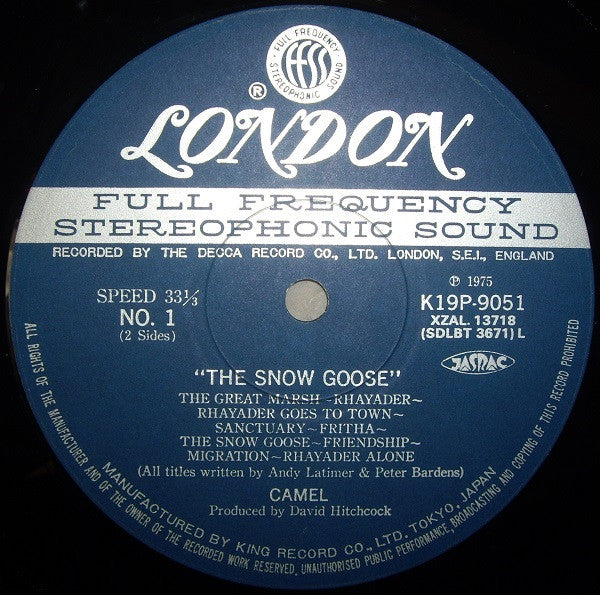 FULL FREQUENCY
ffss
STEREOPHONIC SOUND
®
LONDON
FULL FREQUENCY
STEREOPHONIC SOUND
RECORDED BY THE DECCA RECORD CO., LTD. LONDON, S.E.I., ENGLAND
SPEED 33⅓
NO. 1
(2 Sides)
℗ 1975
K19P-9051
XZAL. 13718
(SDLBT 3671) L
JASRAC
"THE SNOW GOOSE"
THE GREAT MARSH~RHAYADER~
RHAYADER GOES TO TOWN~
SANCTUARY~FRITHA~
THE SNOW GOOSE~FRIENDSHIP~
MIGRATION~RHAYADER ALONE
(All titles written by Andy Latimer & Peter Bardens)
CAMEL
Produced by David Hitchcock
MANUFACTURED BY KING RECORD CO., LTD. TOKYO, JAPAN
ALL RIGHTS OF THE MANUFACTURER AND OF THE OWNER OF THE RECORDED WORK RESERVED. UNAUTHORISED PUBLIC PERFORMANCE, BROADCASTING AND COPYING OF THIS RECORD PROHIBITED